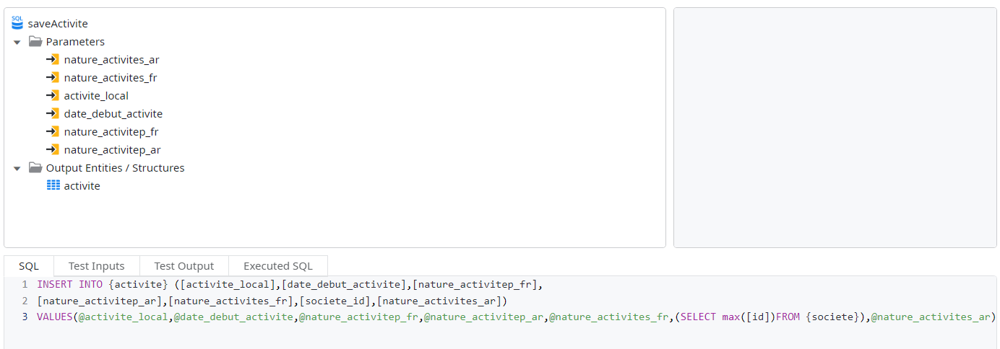 SQL
saveActivite
Parameters
nature_activites_ar
nature_activites_fr
activite_local
date_debut_activite
nature_activitep_fr
nature_activitep_ar
Output Entities / Structures
activite
SQL Test Inputs Test Output Executed SQL
1 INSERT INTO {activite} ([activite_local],[date_debut_activite],[nature_activitep_fr],
2 [nature_activitep_ar],[nature_activites_fr],[societe_id],[nature_activites_ar])
3 VALUES(@activite_local,@date_debut_activite,@nature_activitep_fr,@nature_activitep_ar,@nature_activites_fr,(SELECT max([id])FROM {societe}),@nature_activites_ar)